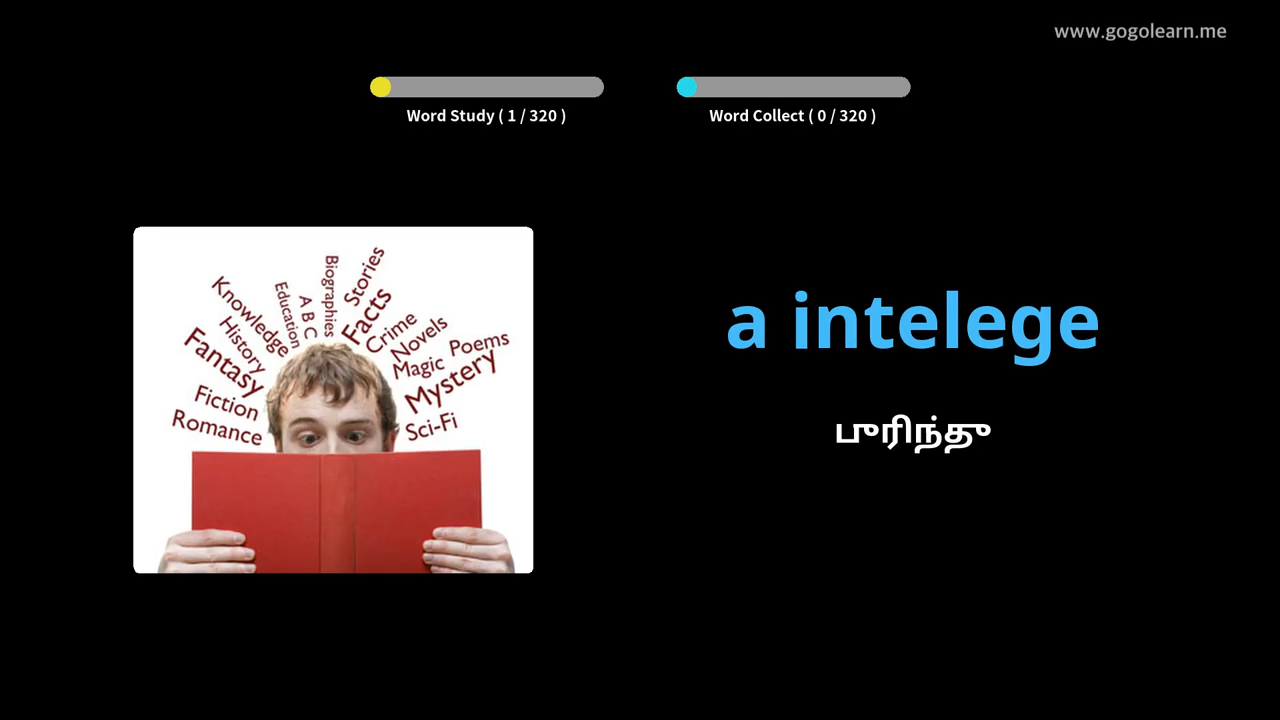 www.gogolearn.me
Word Study ( 1 / 320 )
Word Collect ( 0 / 320 )
Knowledge
History
Fantasy
Fiction
Romance
Education
A B C
Biographies
Stories
Facts
Crime
Novels
Magic
Poems
Mystery
Sci-Fi
a intelege
புரிந்து